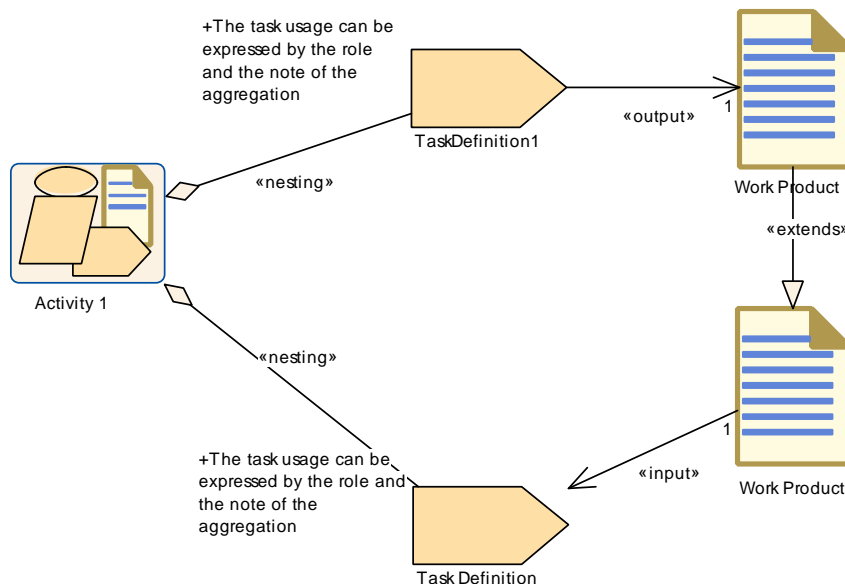 +The task usage can be
expressed by the role
and the note of the
aggregation
«output»
1
TaskDefinition1
«nesting»
Work Product
«extends»
Activity 1
«nesting»
1
+The task usage can be
expressed by the role and
the note of the
aggregation
«input»
Work Product
Task Definition